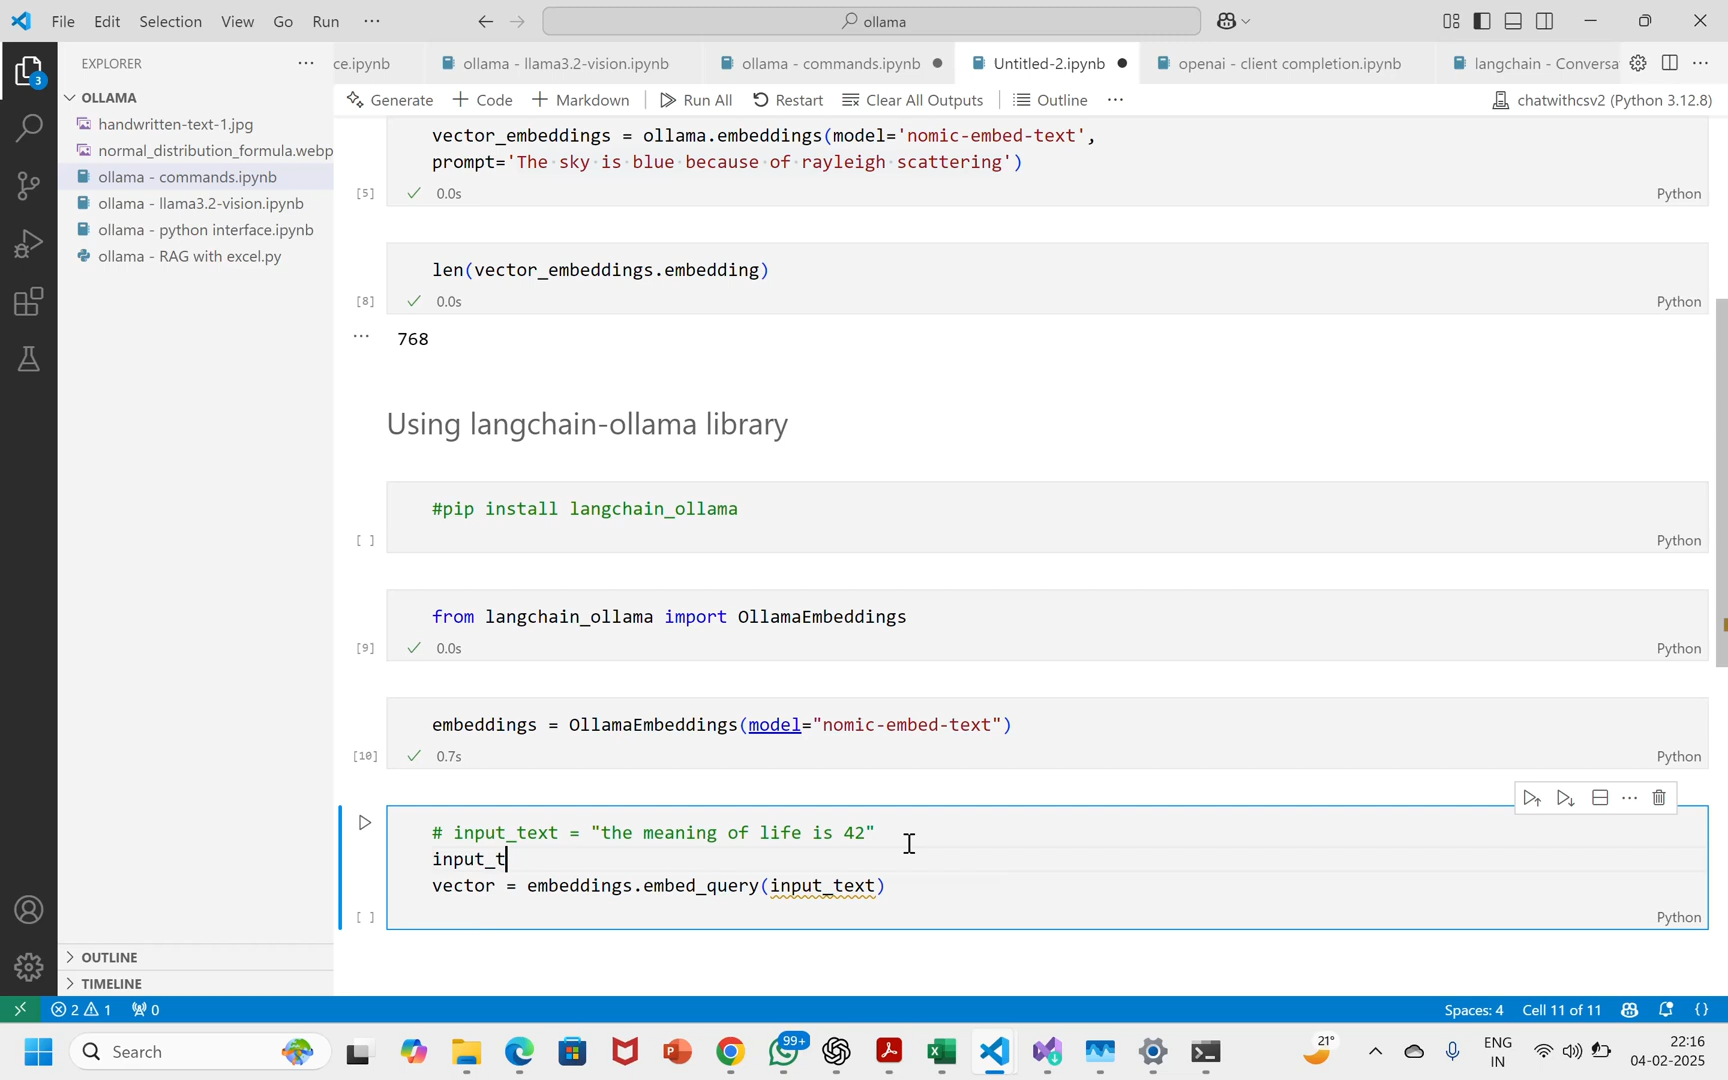 File Edit Selection View Go Run ···
ollama
EXPLORER ···
ce.ipynb ollama - llama3.2-vision.ipynb ollama - commands.ipynb Untitled-2.ipynb openai - client completion.ipynb langchain - Conversa ···
3
Generate Code Markdown Run All Restart Clear All Outputs Outline ··· chatwithcsv2 (Python 3.12.8)
OLLAMA
handwritten-text-1.jpg
normal_distribution_formula.webp
ollama - commands.ipynb
ollama - llama3.2-vision.ipynb
ollama - python interface.ipynb
ollama - RAG with excel.py
vector_embeddings = ollama.embeddings(model='nomic-embed-text',
prompt='The sky is blue because of rayleigh scattering')
[5] 0.0s Python
len(vector_embeddings.embedding)
[8] 0.0s Python
··· 768
Using langchain-ollama library
#pip install langchain_ollama
[ ] Python
from langchain_ollama import OllamaEmbeddings
[9] 0.0s Python
embeddings = OllamaEmbeddings(model="nomic-embed-text")
[10] 0.7s Python
···
# input_text = "the meaning of life is 42"
input_t
vector = embeddings.embed_query(input_text)
[ ] Python
OUTLINE
TIMELINE
2 1 0 Spaces: 4 Cell 11 of 11 { }
Search 99+ 21° ENG IN 22:16
04-02-2025